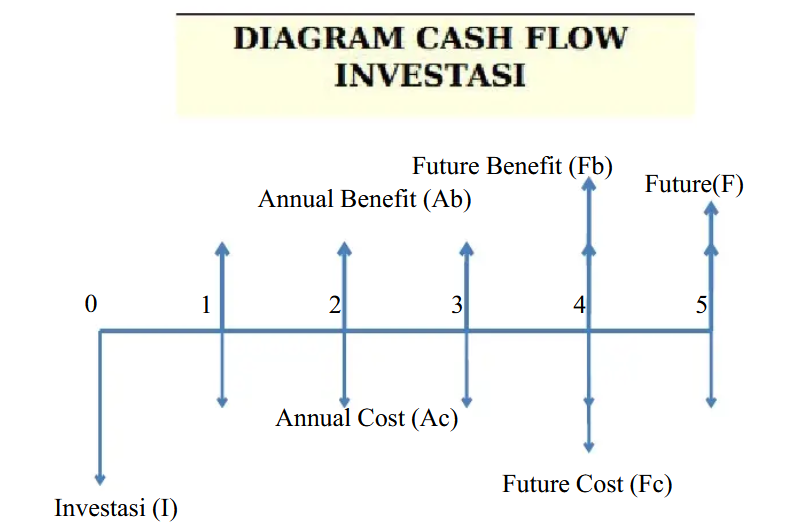 DIAGRAM CASH FLOW
INVESTASI
Future Benefit (Fb)
Future(F)
Annual Benefit (Ab)
0
1
2
3
4
5
Annual Cost (Ac)
Future Cost (Fc)
Investasi (I)